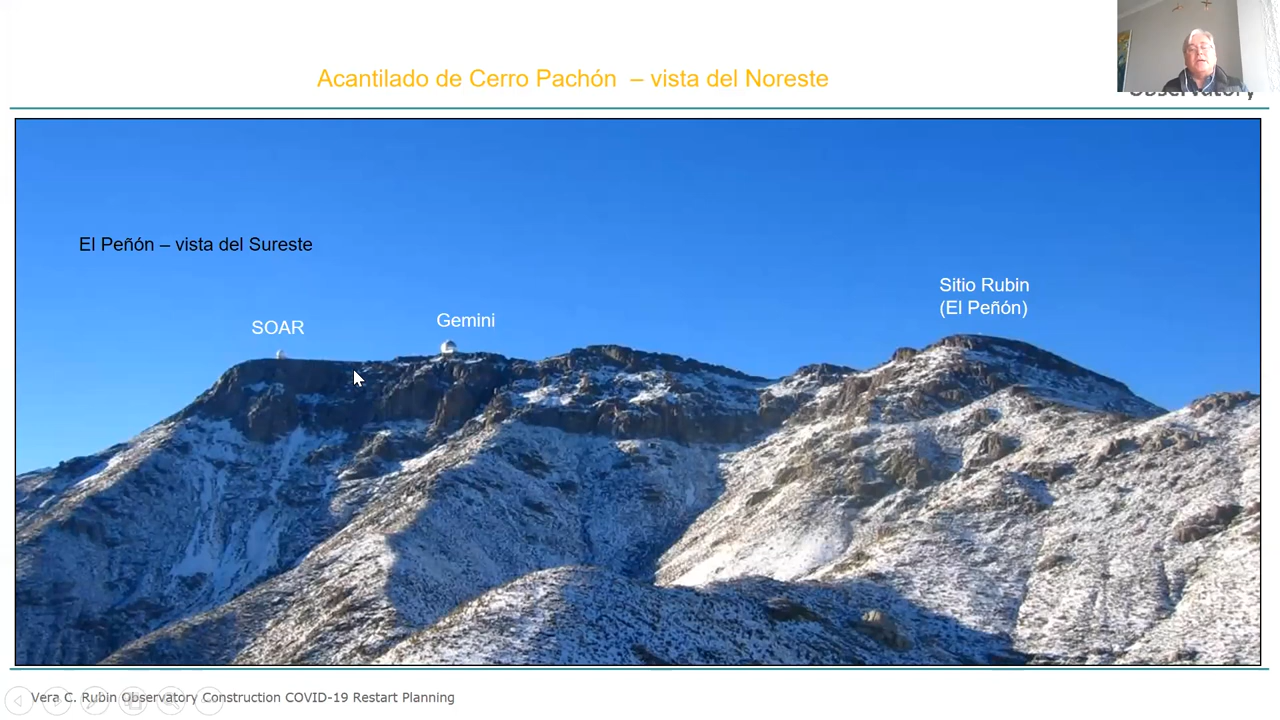 Acantilado de Cerro Pachón – vista del Noreste
Observatory
El Peñón – vista del Sureste
SOAR
Gemini
Sitio Rubin
(El Peñón)
Vera C. Rubin Observatory Construction COVID-19 Restart Planning